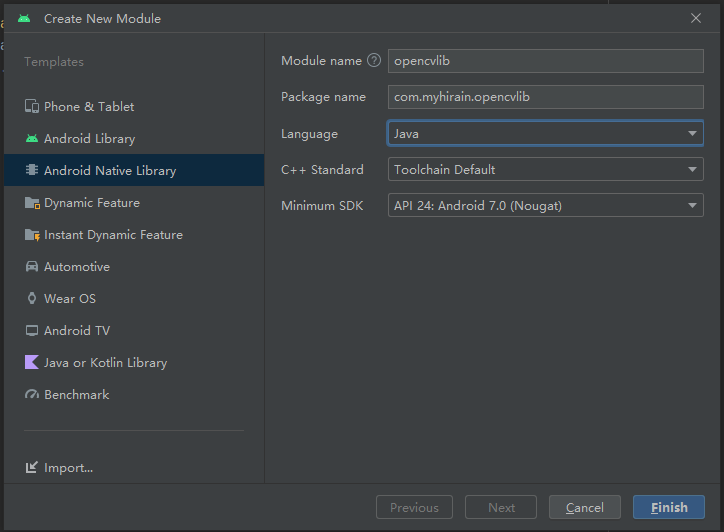 Create New Module
Templates
Phone & Tablet
Android Library
Android Native Library
Dynamic Feature
Instant Dynamic Feature
Automotive
Wear OS
Android TV
Java or Kotlin Library
Benchmark
Import...
Module name ? opencvlib
Package name com.myhirain.opencvlib
Language Java
C++ Standard Toolchain Default
Minimum SDK API 24: Android 7.0 (Nougat)
Previous Next Cancel Finish